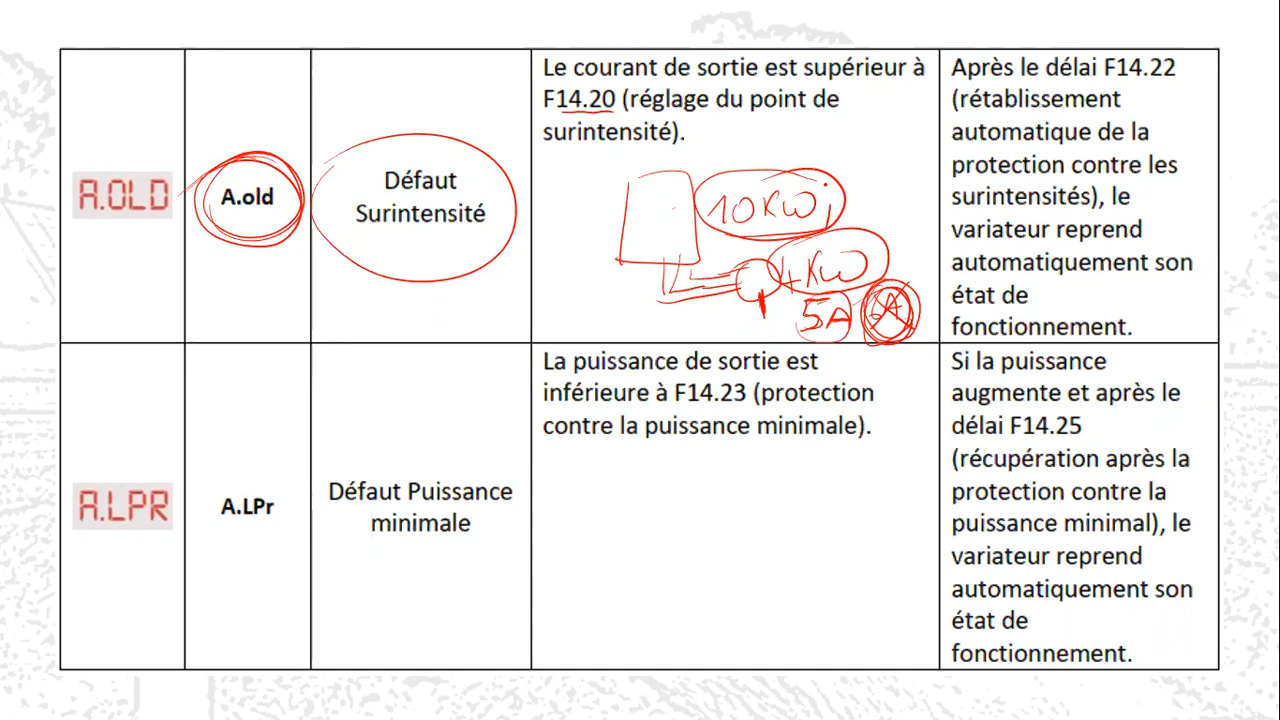 A.OLD
A.old
Défaut
Surintensité
Le courant de sortie est supérieur à
F14.20 (réglage du point de
surintensité).
10KW
4KW
5A
Après le délai F14.22
(rétablissement
automatique de la
protection contre les
surintensités), le
variateur reprend
automatiquement son
état de
fonctionnement.
A.LPR
A.LPr
Défaut Puissance
minimale
La puissance de sortie est
inférieure à F14.23 (protection
contre la puissance minimale).
Si la puissance
augmente et après le
délai F14.25
(récupération après la
protection contre la
puissance minimal), le
variateur reprend
automatiquement son
état de
fonctionnement.